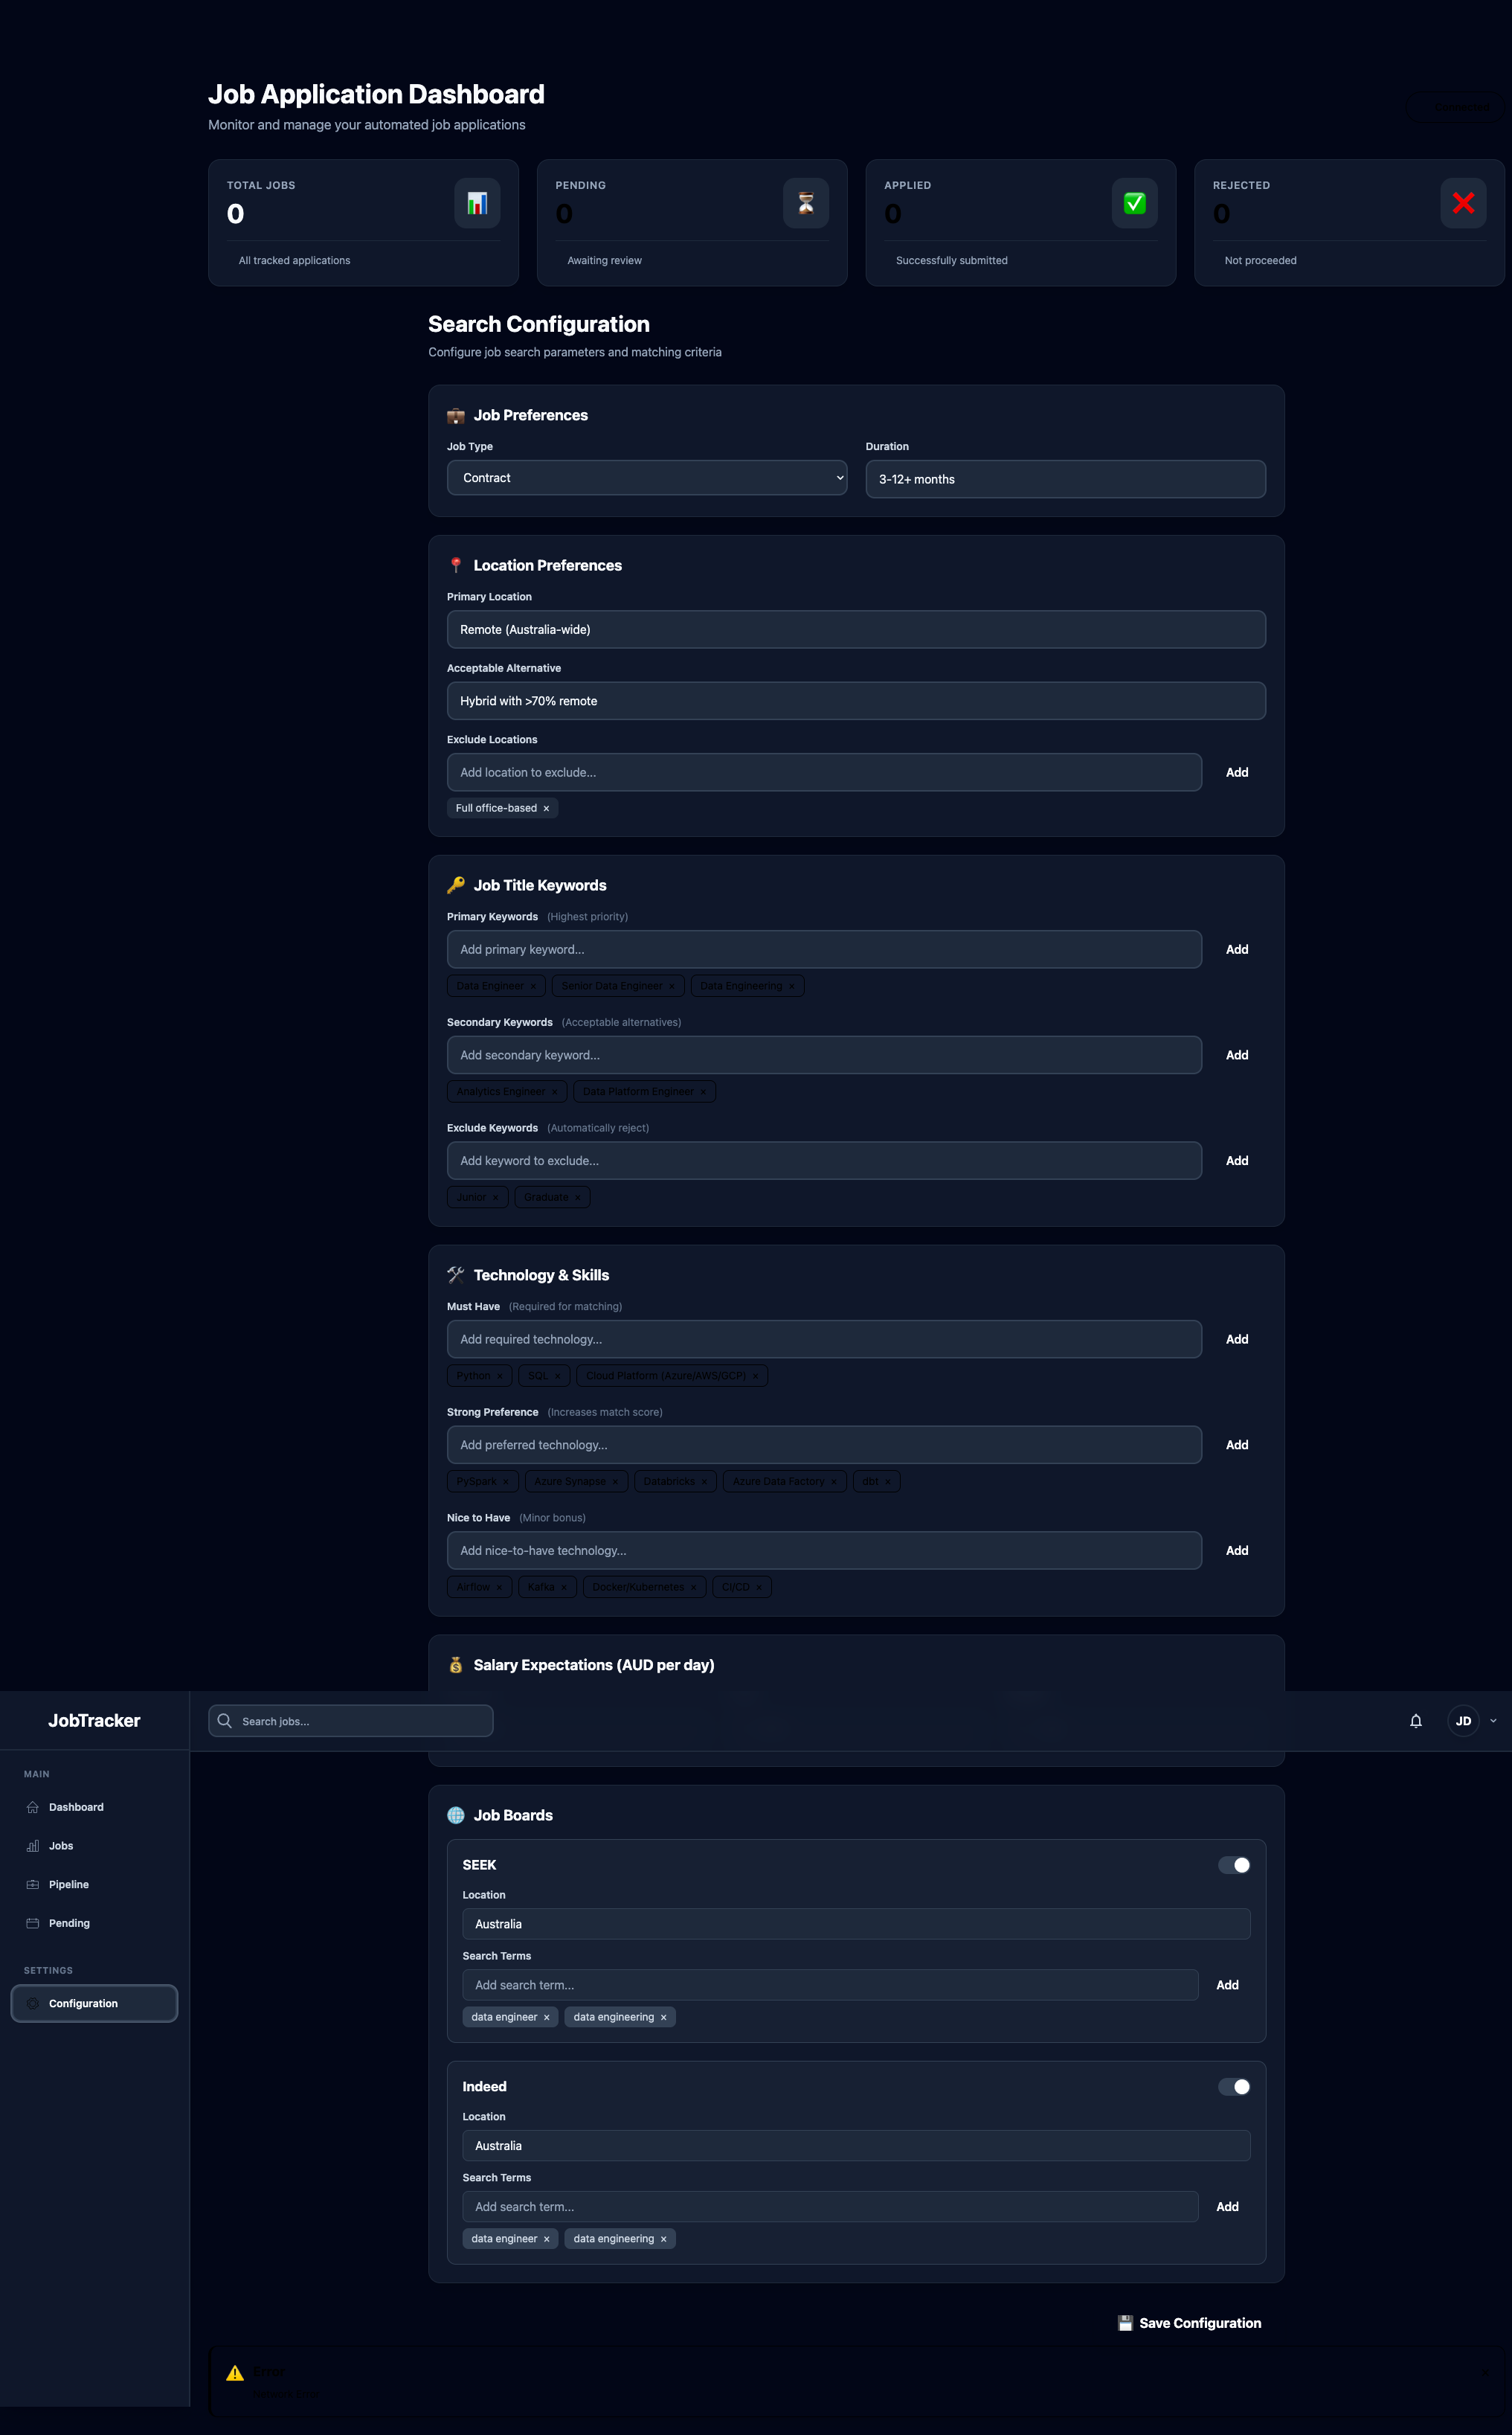 Job Application Dashboard
Monitor and manage your automated job applications
Connected
TOTAL JOBS
0
All tracked applications
PENDING
0
Awaiting review
APPLIED
0
Successfully submitted
REJECTED
0
Not proceeded
Search Configuration
Configure job search parameters and matching criteria
Job Preferences
Job Type
Contract
Duration
3-12+ months
Location Preferences
Primary Location
Remote (Australia-wide)
Acceptable Alternative
Hybrid with >70% remote
Exclude Locations
Add location to exclude... Add
Full office-based ×
Job Title Keywords
Primary Keywords (Highest priority)
Add primary keyword... Add
Data Engineer × Senior Data Engineer × Data Engineering ×
Secondary Keywords (Acceptable alternatives)
Add secondary keyword... Add
Analytics Engineer × Data Platform Engineer ×
Exclude Keywords (Automatically reject)
Add keyword to exclude... Add
Junior × Graduate ×
Technology & Skills
Must Have (Required for matching)
Add required technology... Add
Python × SQL × Cloud Platform (Azure/AWS/GCP) ×
Strong Preference (Increases match score)
Add preferred technology... Add
PySpark × Azure Synapse × Databricks × Azure Data Factory × dbt ×
Nice to Have (Minor bonus)
Add nice-to-have technology... Add
Airflow × Kafka × Docker/Kubernetes × CI/CD ×
Salary Expectations (AUD per day)
JobTracker
Search jobs...
JD
MAIN
Dashboard
Jobs
Pipeline
Pending
SETTINGS
Configuration
Job Boards
SEEK
Location
Australia
Search Terms
Add search term... Add
data engineer × data engineering ×
Indeed
Location
Australia
Search Terms
Add search term... Add
data engineer × data engineering ×
Save Configuration
Error